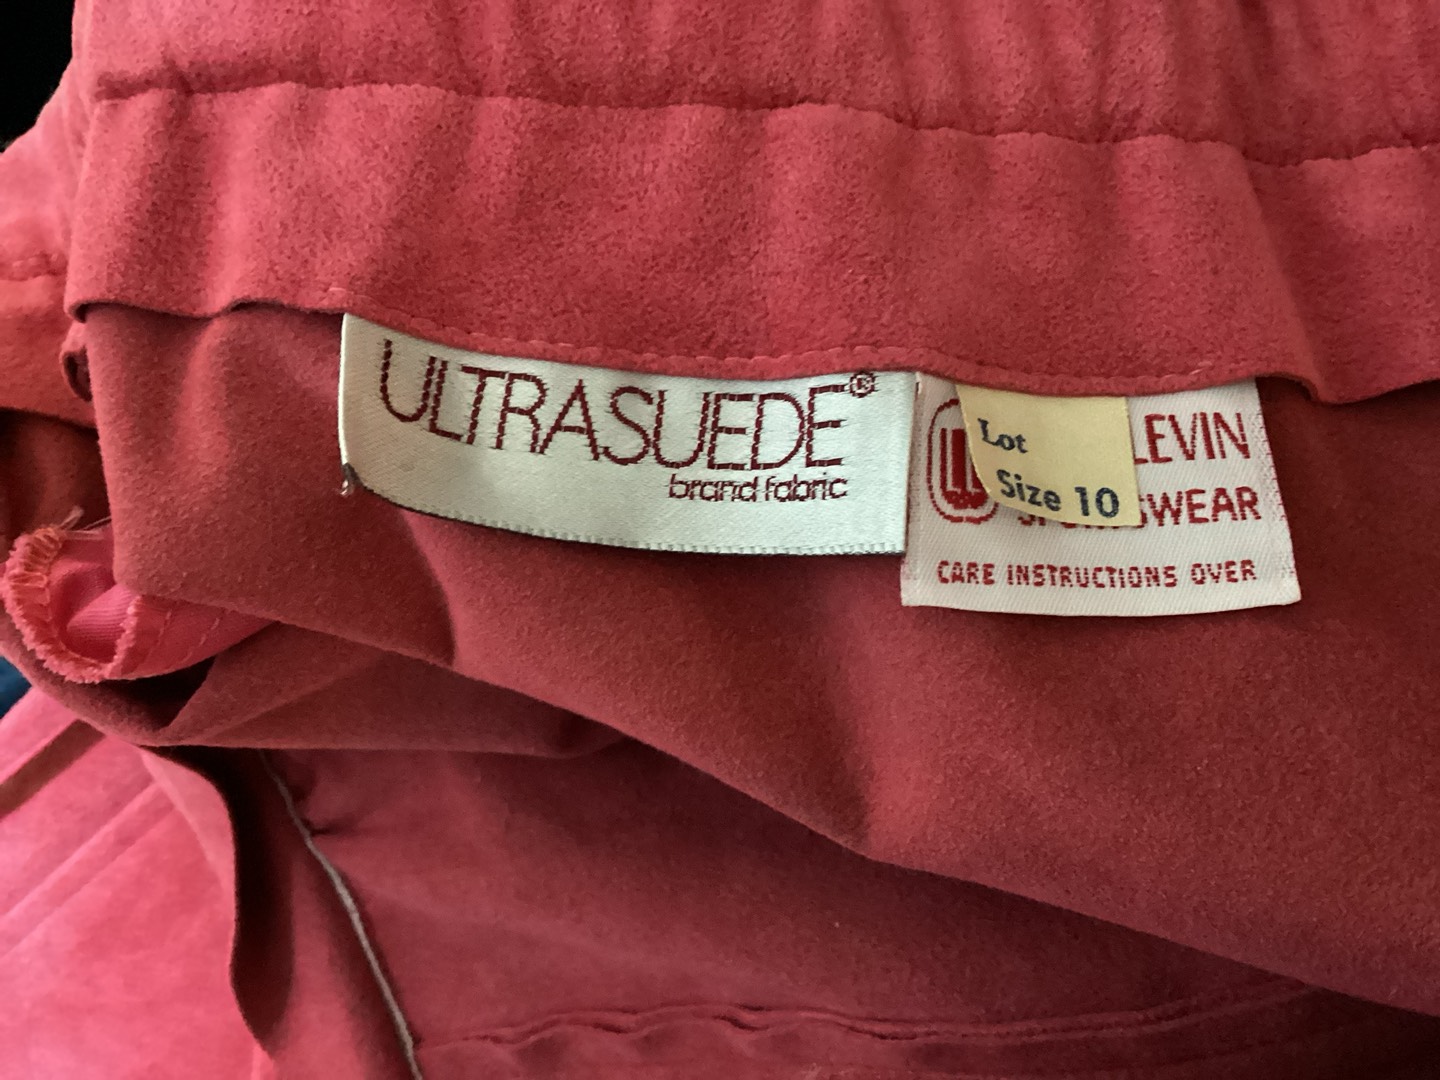 ULTRASUEDE®
brand fabric
Lot
Size 10
LEVIN
CARE INSTRUCTIONS OVER